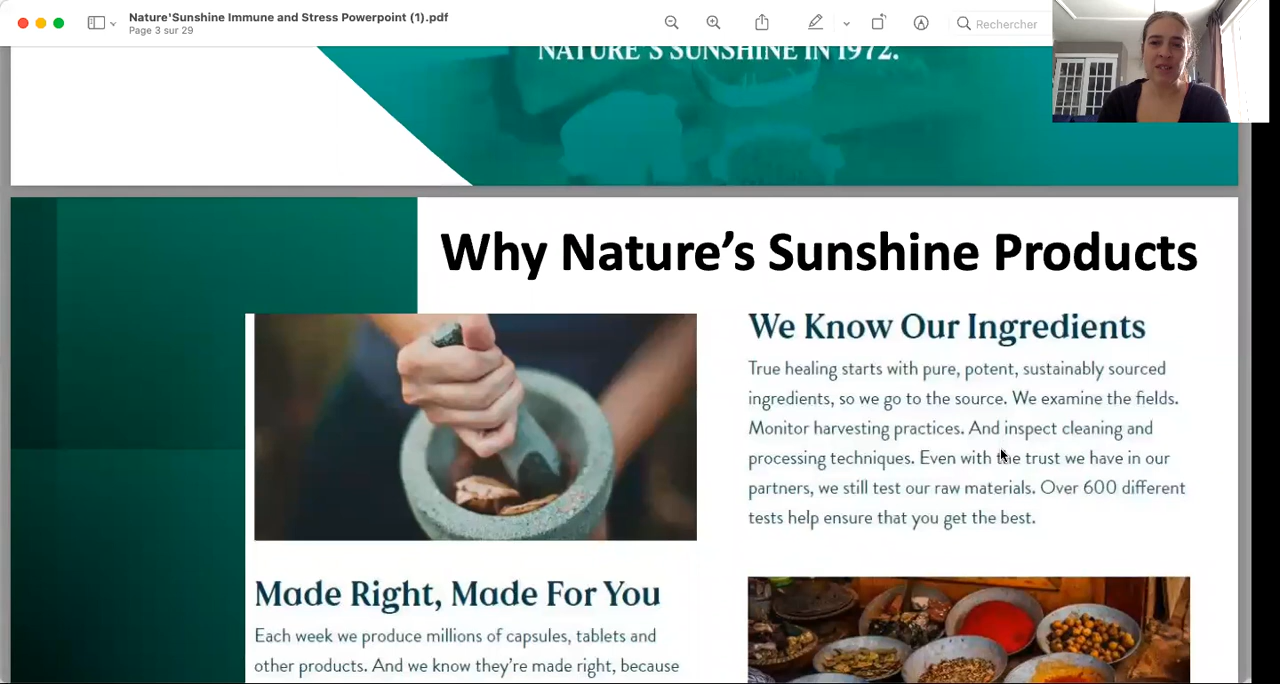 Nature'Sunshine Immune and Stress Powerpoint (1).pdf
Page 3 sur 29
Rechercher
NATURE'S SUNSHINE IN 1972.
Why Nature's Sunshine Products
We Know Our Ingredients
True healing starts with pure, potent, sustainably sourced
ingredients, so we go to the source. We examine the fields.
Monitor harvesting practices. And inspect cleaning and
processing techniques. Even with the trust we have in our
partners, we still test our raw materials. Over 600 different
tests help ensure that you get the best.
Made Right, Made For You
Each week we produce millions of capsules, tablets and
other products. And we know they're made right, because